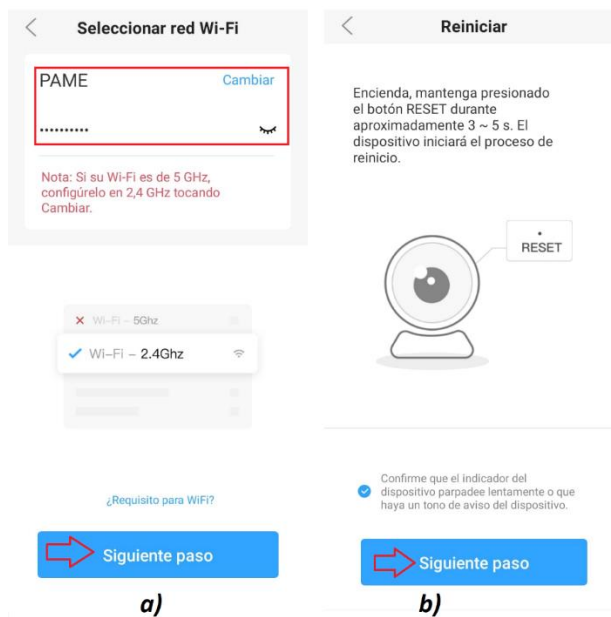 Seleccionar red Wi-Fi
PAME
Cambiar
••••••••••
Nota: Si su Wi-Fi es de 5 GHz,
configúrelo en 2,4 GHz tocando
Cambiar.
Wi-Fi – 5Ghz
Wi-Fi – 2.4Ghz
¿Requisito para WiFi?
Siguiente paso
a)
Reiniciar
Encienda, mantenga presionado
el botón RESET durante
aproximadamente 3 ~ 5 s. El
dispositivo iniciará el proceso de
reinicio.
RESET
Confirme que el indicador del
dispositivo parpadee lentamente o que
haya un tono de aviso del dispositivo.
Siguiente paso
b)